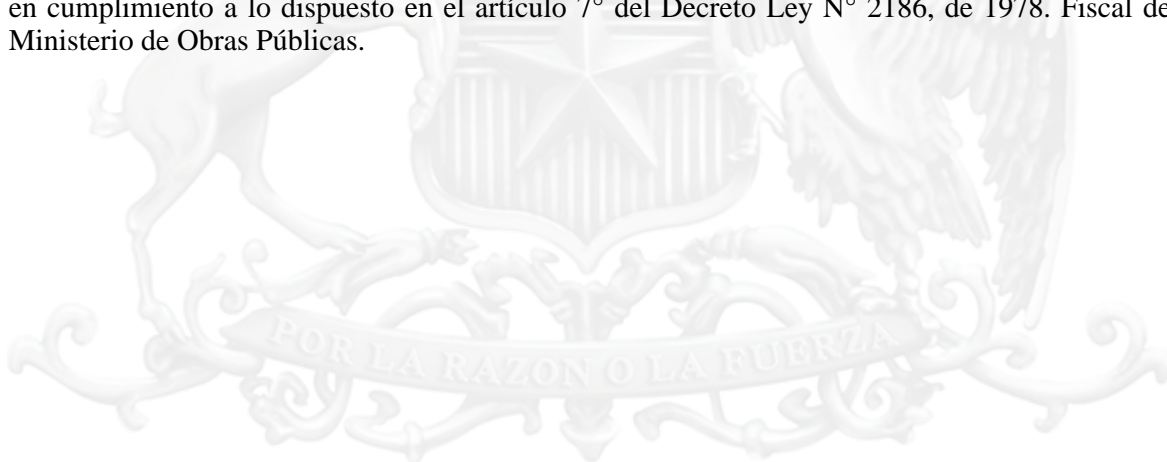 en cumplimiento a lo dispuesto en el artículo 7° del Decreto Ley N° 2186, de 1978. Fiscal de
Ministerio de Obras Públicas.
POR LA RAZON O LA FUERZA